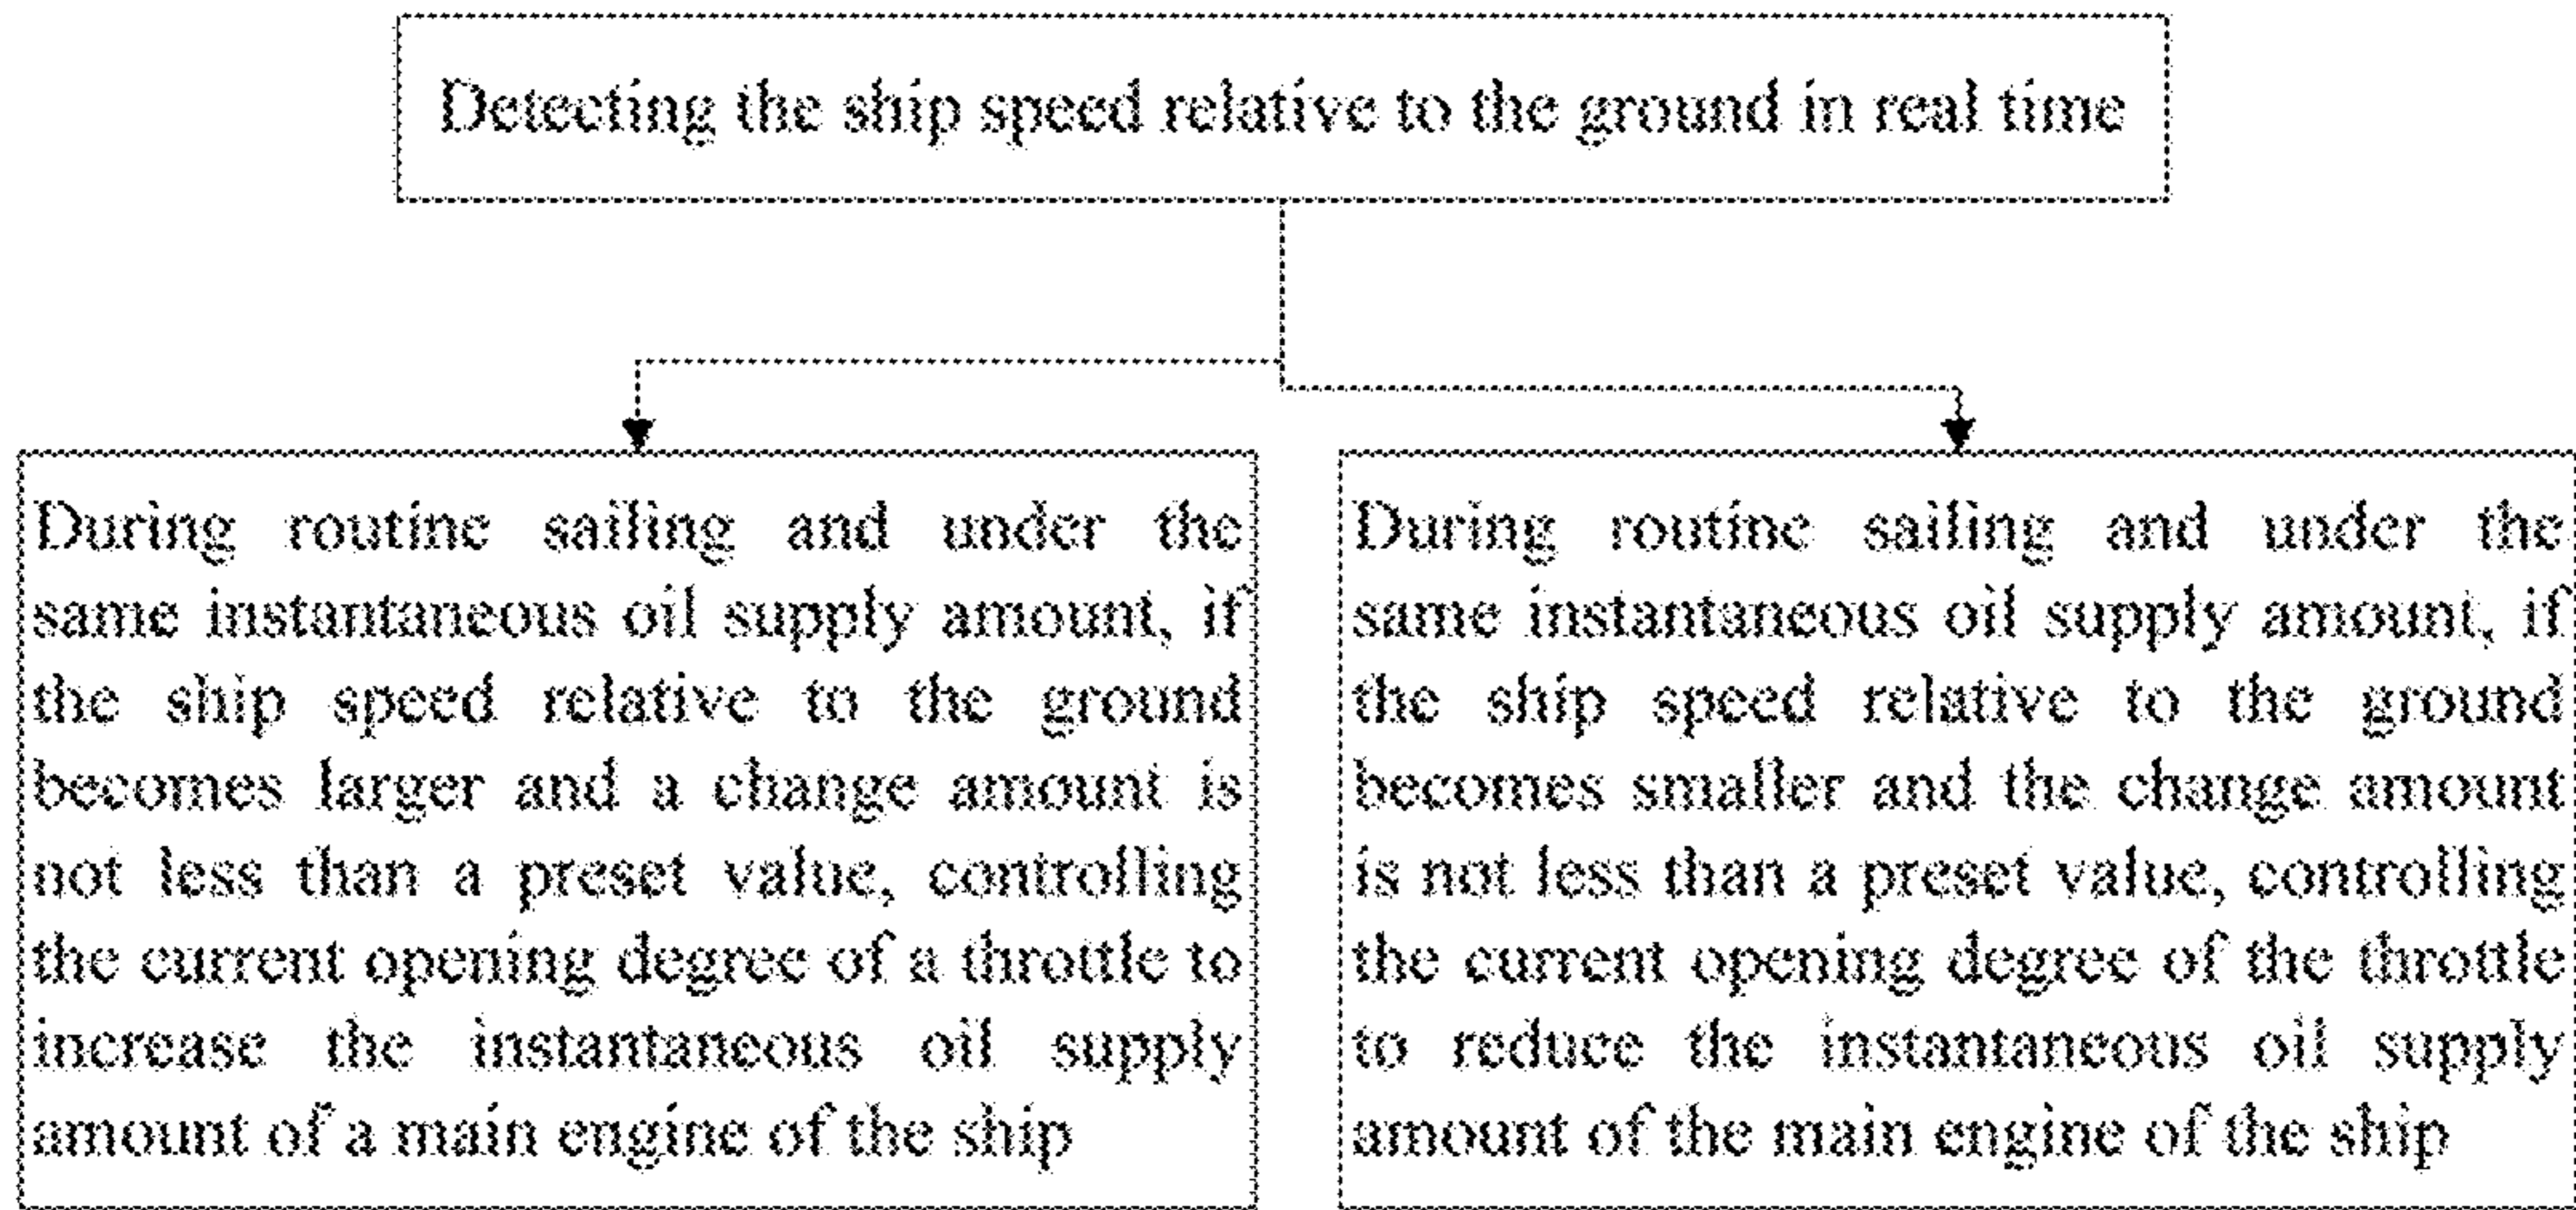 Detecting the ship speed relative to the ground in real time
During routine sailing and under the
same instantaneous oil supply amount, if
the ship speed relative to the ground
becomes larger and a change amount is
not less than a preset value, controlling
the current opening degree of a throttle to
increase the instantaneous oil supply
amount of a main engine of the ship
During routine sailing and under the
same instantaneous oil supply amount, if
the ship speed relative to the ground
becomes smaller and the change amount
is not less than a preset value, controlling
the current opening degree of the throttle
to reduce the instantaneous oil supply
amount of the main engine of the ship